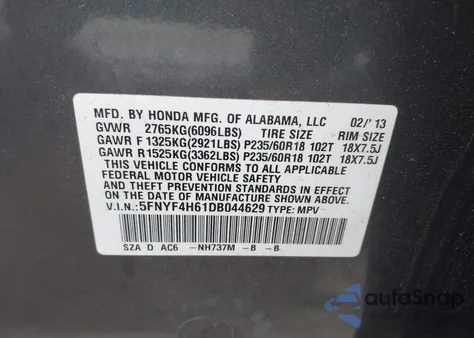 MFD. BY HONDA MFG. OF ALABAMA, LLC 02/'13
GVWR 2765KG(6096LBS) TIRE SIZE RIM SIZE
GAWR F 1325KG(2921LBS) P235/60R18 102T 18X7.5J
GAWR R1525KG(3362LBS) P235/60R18 102T 18X7.5J
THIS VEHICLE CONFORMS TO ALL APPLICABLE
FEDERAL MOTOR VEHICLE SAFETY AND
THEFT PREVENTION STANDARDS IN EFFECT
ON THE DATE OF MANUFACTURE SHOWN ABOVE.
V.I.N.: 5FNYF4H61DB044629 TYPE: MPV
SZA D AC6 -NH737M -B -B
autoSnap